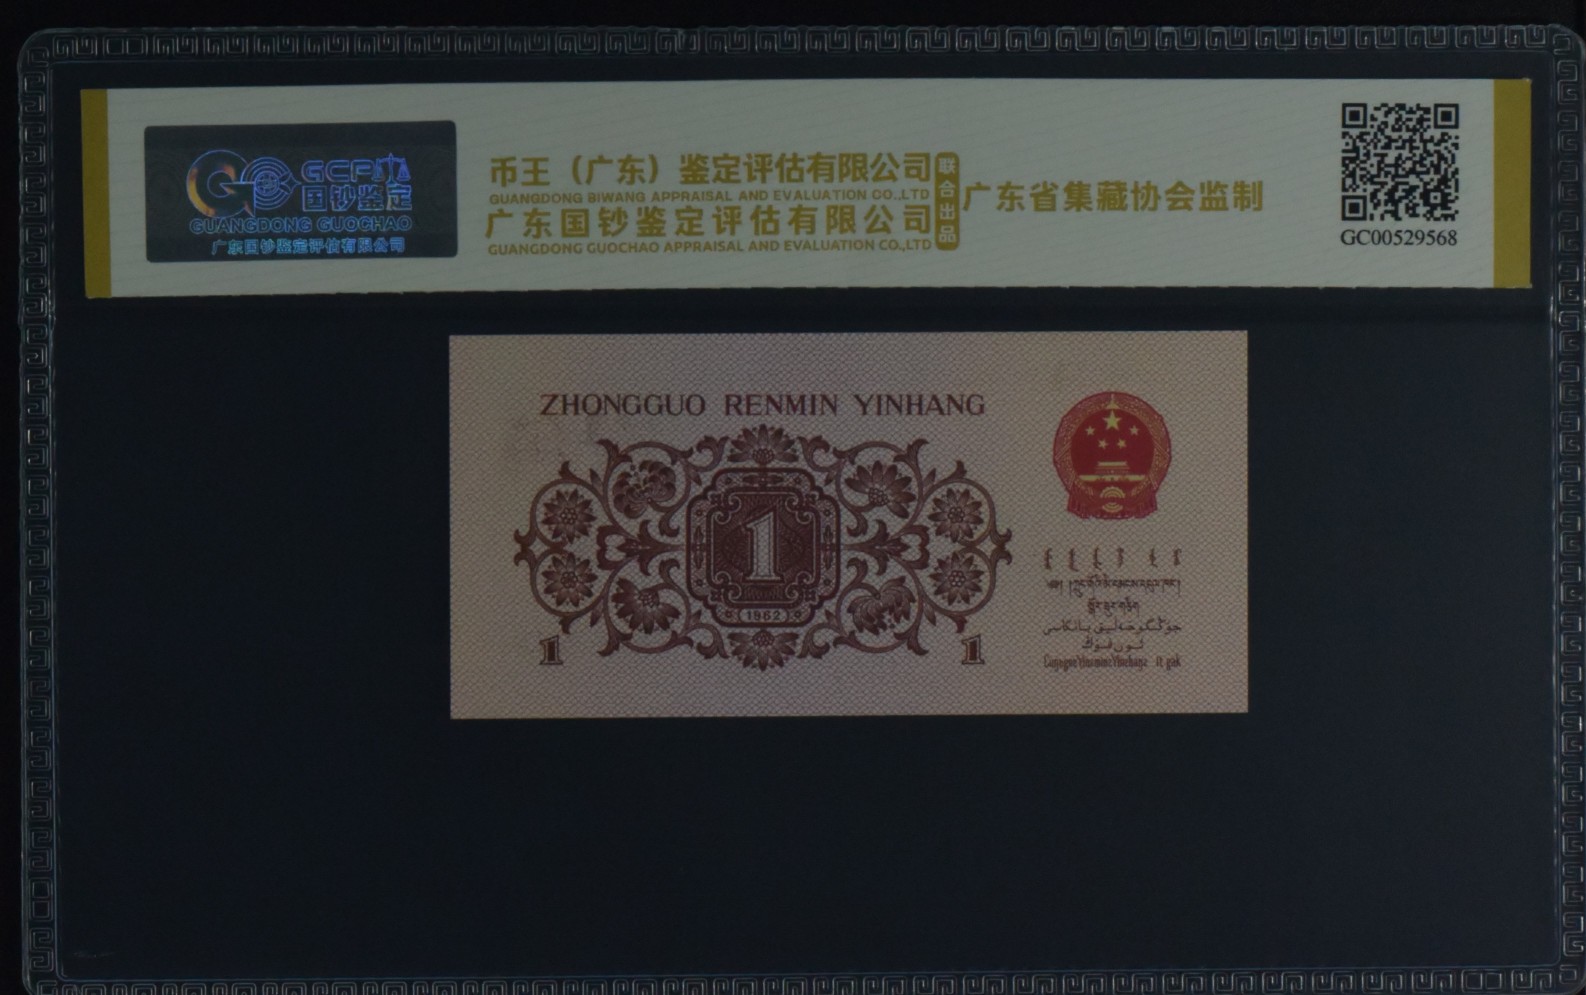 GCPA
国钞鉴定
GUANGDONG GUOCHAO
广东国钞鉴定评估有限公司
币王（广东）鉴定评估有限公司
GUANGDONG BIWANG APPRAISAL AND EVALUATION CO.,LTD
广东国钞鉴定评估有限公司
GUANGDONG GUOCHAO APPRAISAL AND EVALUATION CO.,LTD
联合出品
广东省集藏协会监制
GC00529568
ZHONGGUO RENMIN YINHANG
1
1962
1
1